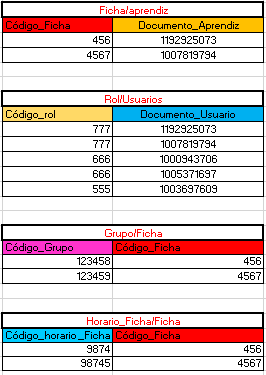 Ficha/aprendiz
Código_Ficha Documento_Aprendiz
456 1192925073
4567 1007819794
Rol/Usuarios
Código_rol Documento_Usuario
777 1192925073
777 1007819794
666 1000943706
666 1005371697
555 1003697609
Grupo/Ficha
Código_Grupo Código_Ficha
123458 456
123459 4567
Horario_Ficha/Ficha
Código_horario_Ficha Código_Ficha
9874 456
98745 4567